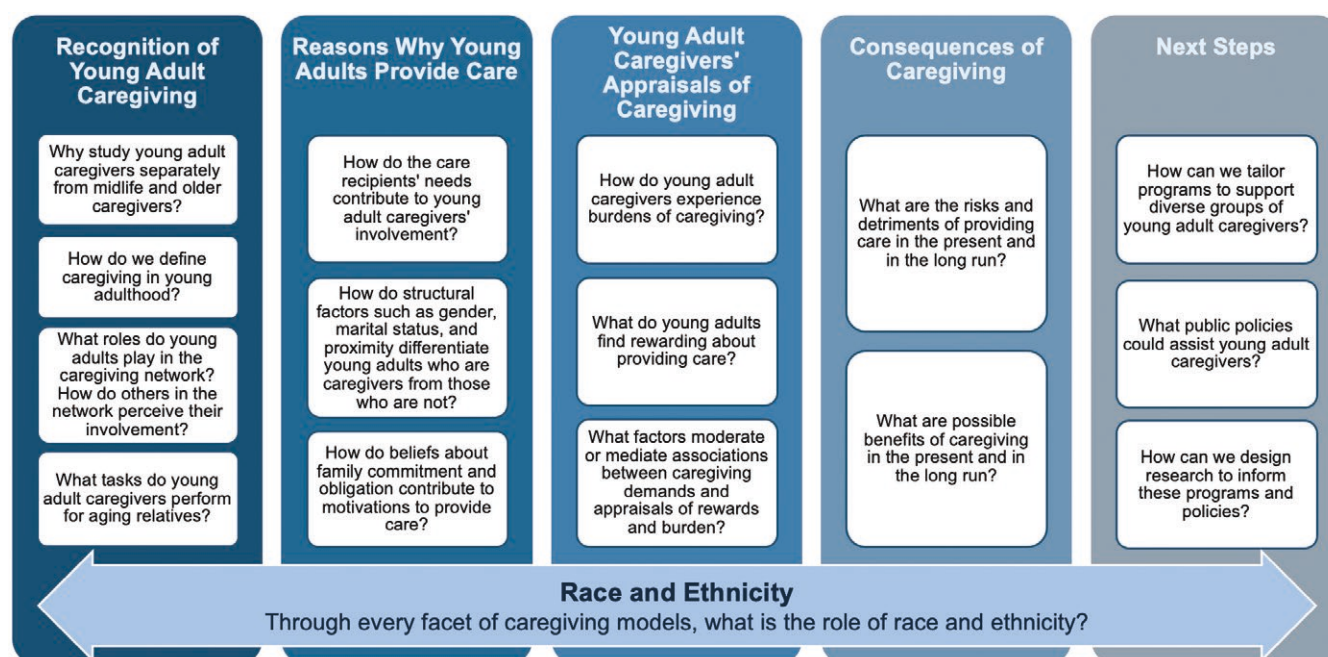 Recognition of
Young Adult
Caregiving
Why study young adult
caregivers separately
from midlife and older
caregivers?
How do we define
caregiving in young
adulthood?
What roles do young
adults play in the
caregiving network?
How do others in the
network perceive their
involvement?
What tasks do young
adult caregivers perform
for aging relatives?
Reasons Why Young
Adults Provide Care
How do the care
recipients' needs
contribute to young
adult caregivers'
involvement?
How do structural
factors such as gender,
marital status, and
proximity differentiate
young adults who are
caregivers from those
who are not?
How do beliefs about
family commitment and
obligation contribute to
motivations to provide
care?
Young Adult
Caregivers'
Appraisals of
Caregiving
How do young adult
caregivers experience
burdens of caregiving?
What do young adults
find rewarding about
providing care?
What factors moderate
or mediate associations
between caregiving
demands and
appraisals of rewards
and burden?
Consequences of
Caregiving
What are the risks and
detriments of providing
care in the present and
in the long run?
What are possible
benefits of caregiving
in the present and in
the long run?
Next Steps
How can we tailor
programs to support
diverse groups of
young adult caregivers?
What public policies
could assist young adult
caregivers?
How can we design
research to inform
these programs and
policies?
Race and Ethnicity
Through every facet of caregiving models, what is the role of race and ethnicity?